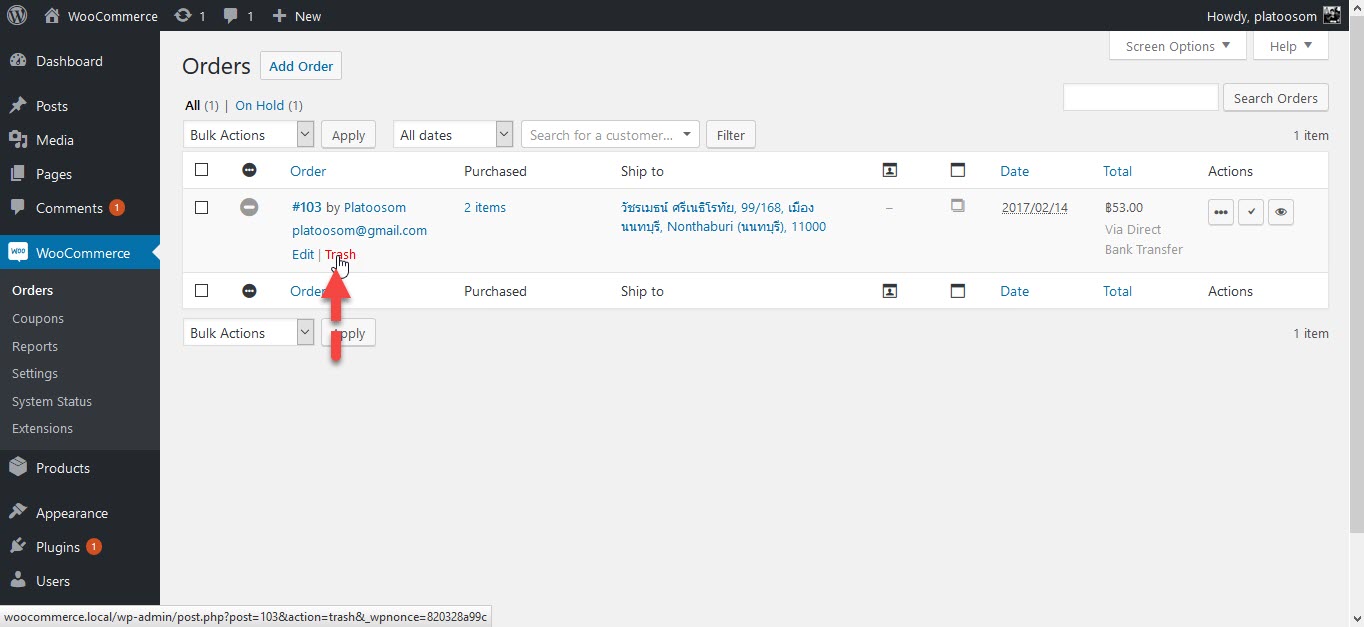 WooCommerce 1 1 New Howdy, platoosom
Dashboard
Posts
Media
Pages
Comments 1
WooCommerce
Orders
Coupons
Reports
Settings
System Status
Extensions
Products
Appearance
Plugins 1
Users
Screen Options Help
Orders Add Order
All (1) | On Hold (1)
Search Orders
Bulk Actions Apply All dates Search for a customer... Filter 1 item
Order Purchased Ship to Date Total Actions
#103 by Platoosom 2 items วัชรเมธน์ ศรีเนธิโรทัย, 99/168, เมือง – 2017/02/14 ฿53.00
platoosom@gmail.com นนทบุรี, Nonthaburi (นนทบุรี), 11000 Via Direct
Bank Transfer
Edit | Trash
Order Purchased Ship to Date Total Actions
Bulk Actions Apply 1 item
woocommerce.local/wp-admin/post.php?post=103&action=trash&_wpnonce=820328a99c